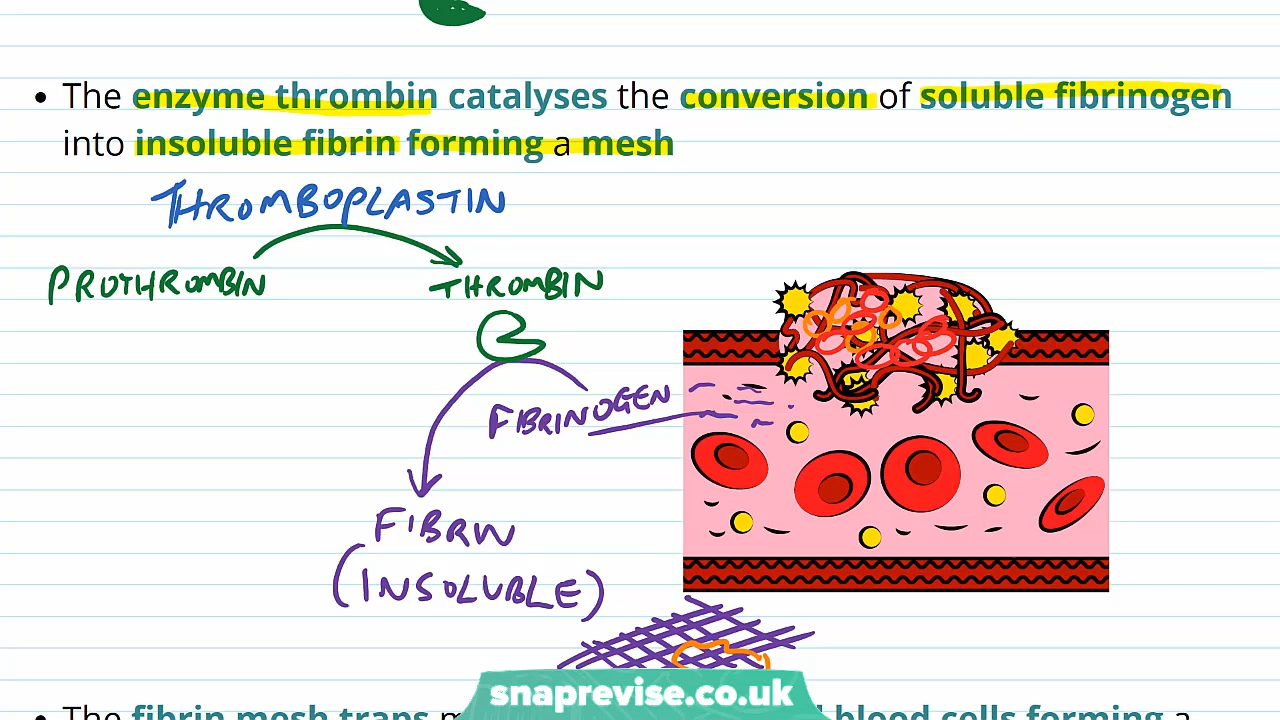 • The enzyme thrombin catalyses the conversion of soluble fibrinogen
into insoluble fibrin forming a mesh
THROMBOPLASTIN
PROTHROMBIN THROMBIN
FIBRINOGEN
FIBRIN
(INSOLUBLE)
snaprevise.co.uk
• The fibrin mesh traps blood cells forming a